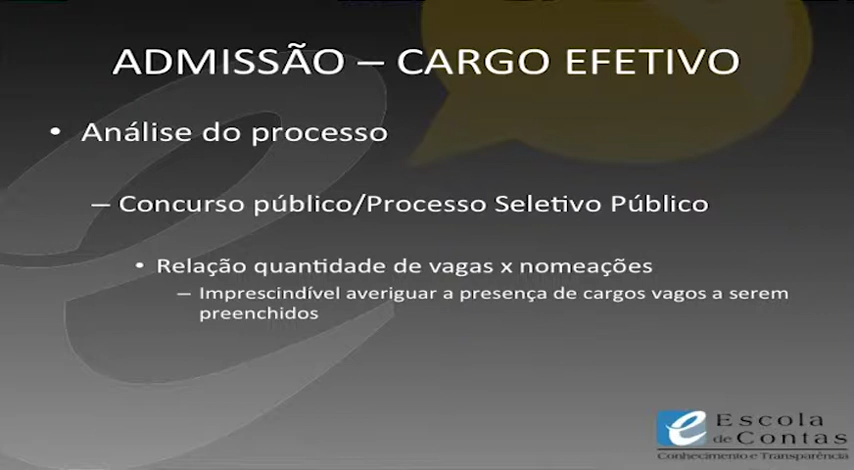 ADMISSÃO – CARGO EFETIVO
• Análise do processo
– Concurso público/Processo Seletivo Público
• Relação quantidade de vagas x nomeações
– Imprescindível averiguar a presença de cargos vagos a serem
preenchidos
e Escola
de Contas
Conhecimento e Transparência